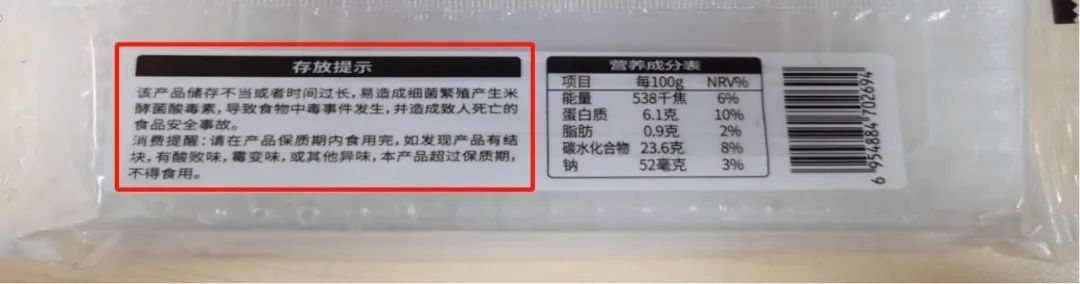 存放提示
该产品储存不当或者时间过长，易造成细菌繁殖产生米
酵菌酸毒素，导致食物中毒事件发生，并造成致人死亡的
食品安全事故。
消费提醒：请在产品保质期内食用完，如发现产品有结
块，有酸败味，霉变味，或其他异味，本产品超过保质期，
不得食用。
营养成分表
项目 每100g NRV%
能量 538千焦 6%
蛋白质 6.1克 10%
脂肪 0.9克 2%
碳水化合物 23.6克 8%
钠 52毫克 3%
6 954884 702694